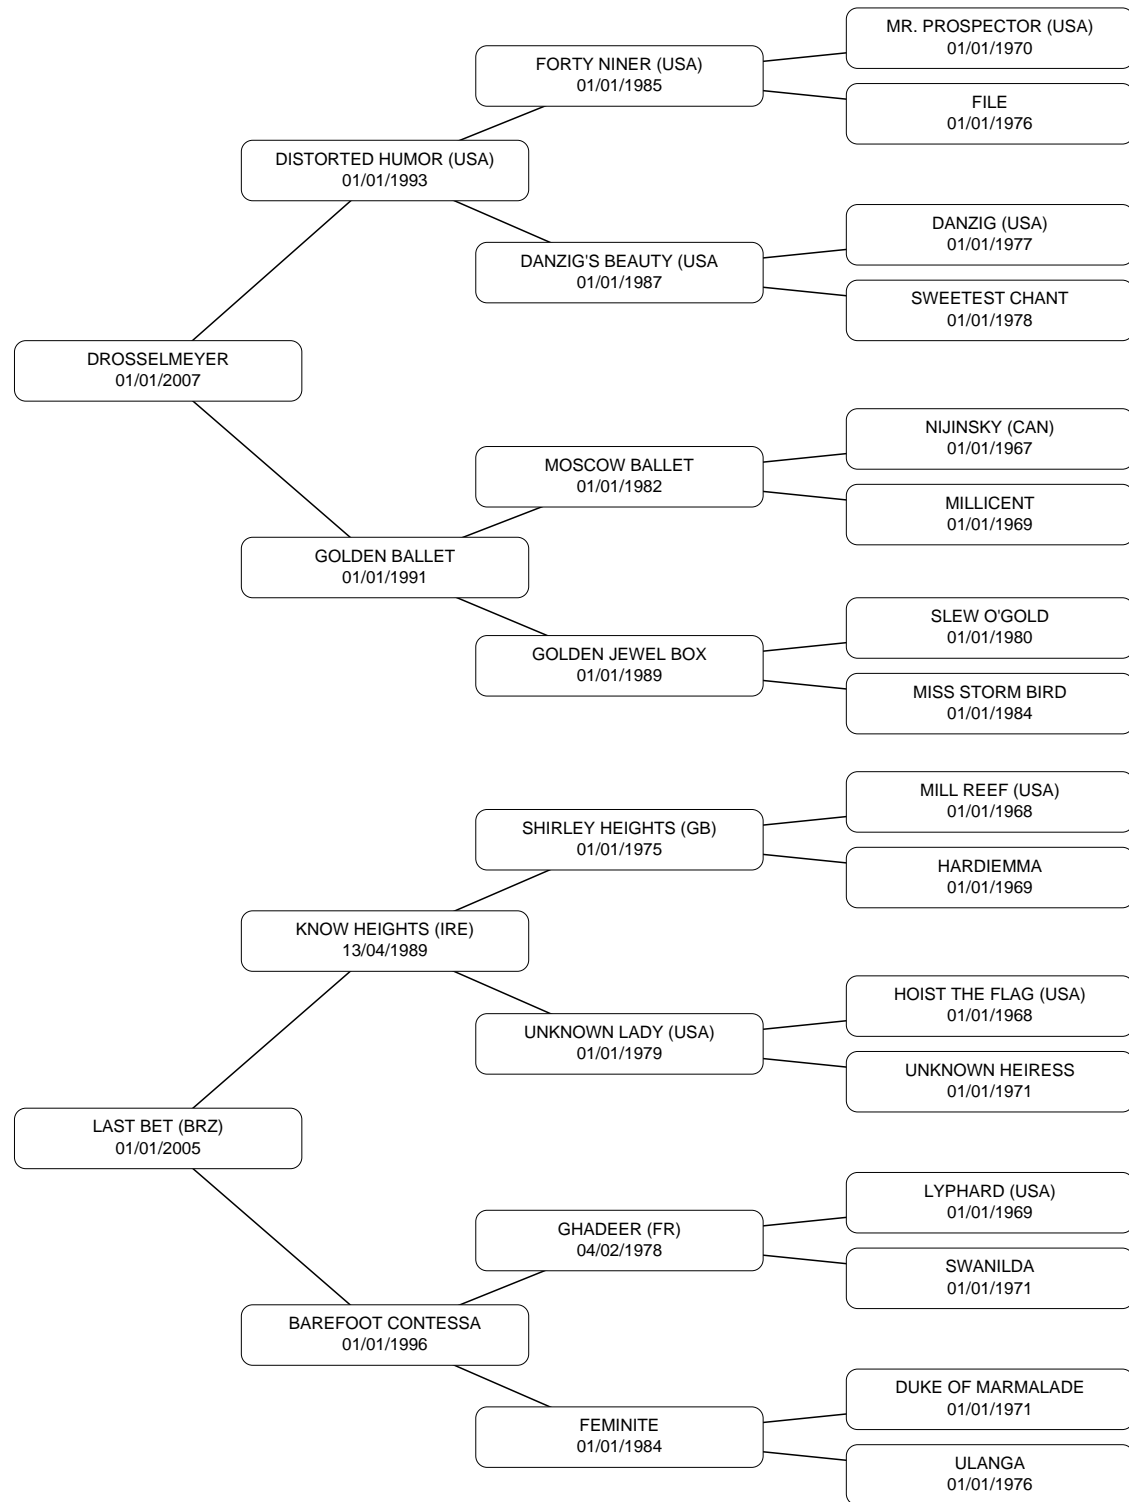 MR. PROSPECTOR (USA)
01/01/1970
FORTY NINER (USA)
01/01/1985
FILE
01/01/1976
DISTORTED HUMOR (USA)
01/01/1993
DANZIG (USA)
01/01/1977
DANZIG'S BEAUTY (USA
01/01/1987
SWEETEST CHANT
01/01/1978
DROSSELMEYER
01/01/2007
NIJINSKY (CAN)
01/01/1967
MOSCOW BALLET
01/01/1982
MILLICENT
01/01/1969
GOLDEN BALLET
01/01/1991
SLEW O'GOLD
01/01/1980
GOLDEN JEWEL BOX
01/01/1989
MISS STORM BIRD
01/01/1984
MILL REEF (USA)
01/01/1968
SHIRLEY HEIGHTS (GB)
01/01/1975
HARDIEMMA
01/01/1969
KNOW HEIGHTS (IRE)
13/04/1989
HOIST THE FLAG (USA)
01/01/1968
UNKNOWN LADY (USA)
01/01/1979
UNKNOWN HEIRESS
01/01/1971
LAST BET (BRZ)
01/01/2005
LYPHARD (USA)
01/01/1969
GHADEER (FR)
04/02/1978
SWANILDA
01/01/1971
BAREFOOT CONTESSA
01/01/1996
DUKE OF MARMALADE
01/01/1971
FEMINITE
01/01/1984
ULANGA
01/01/1976